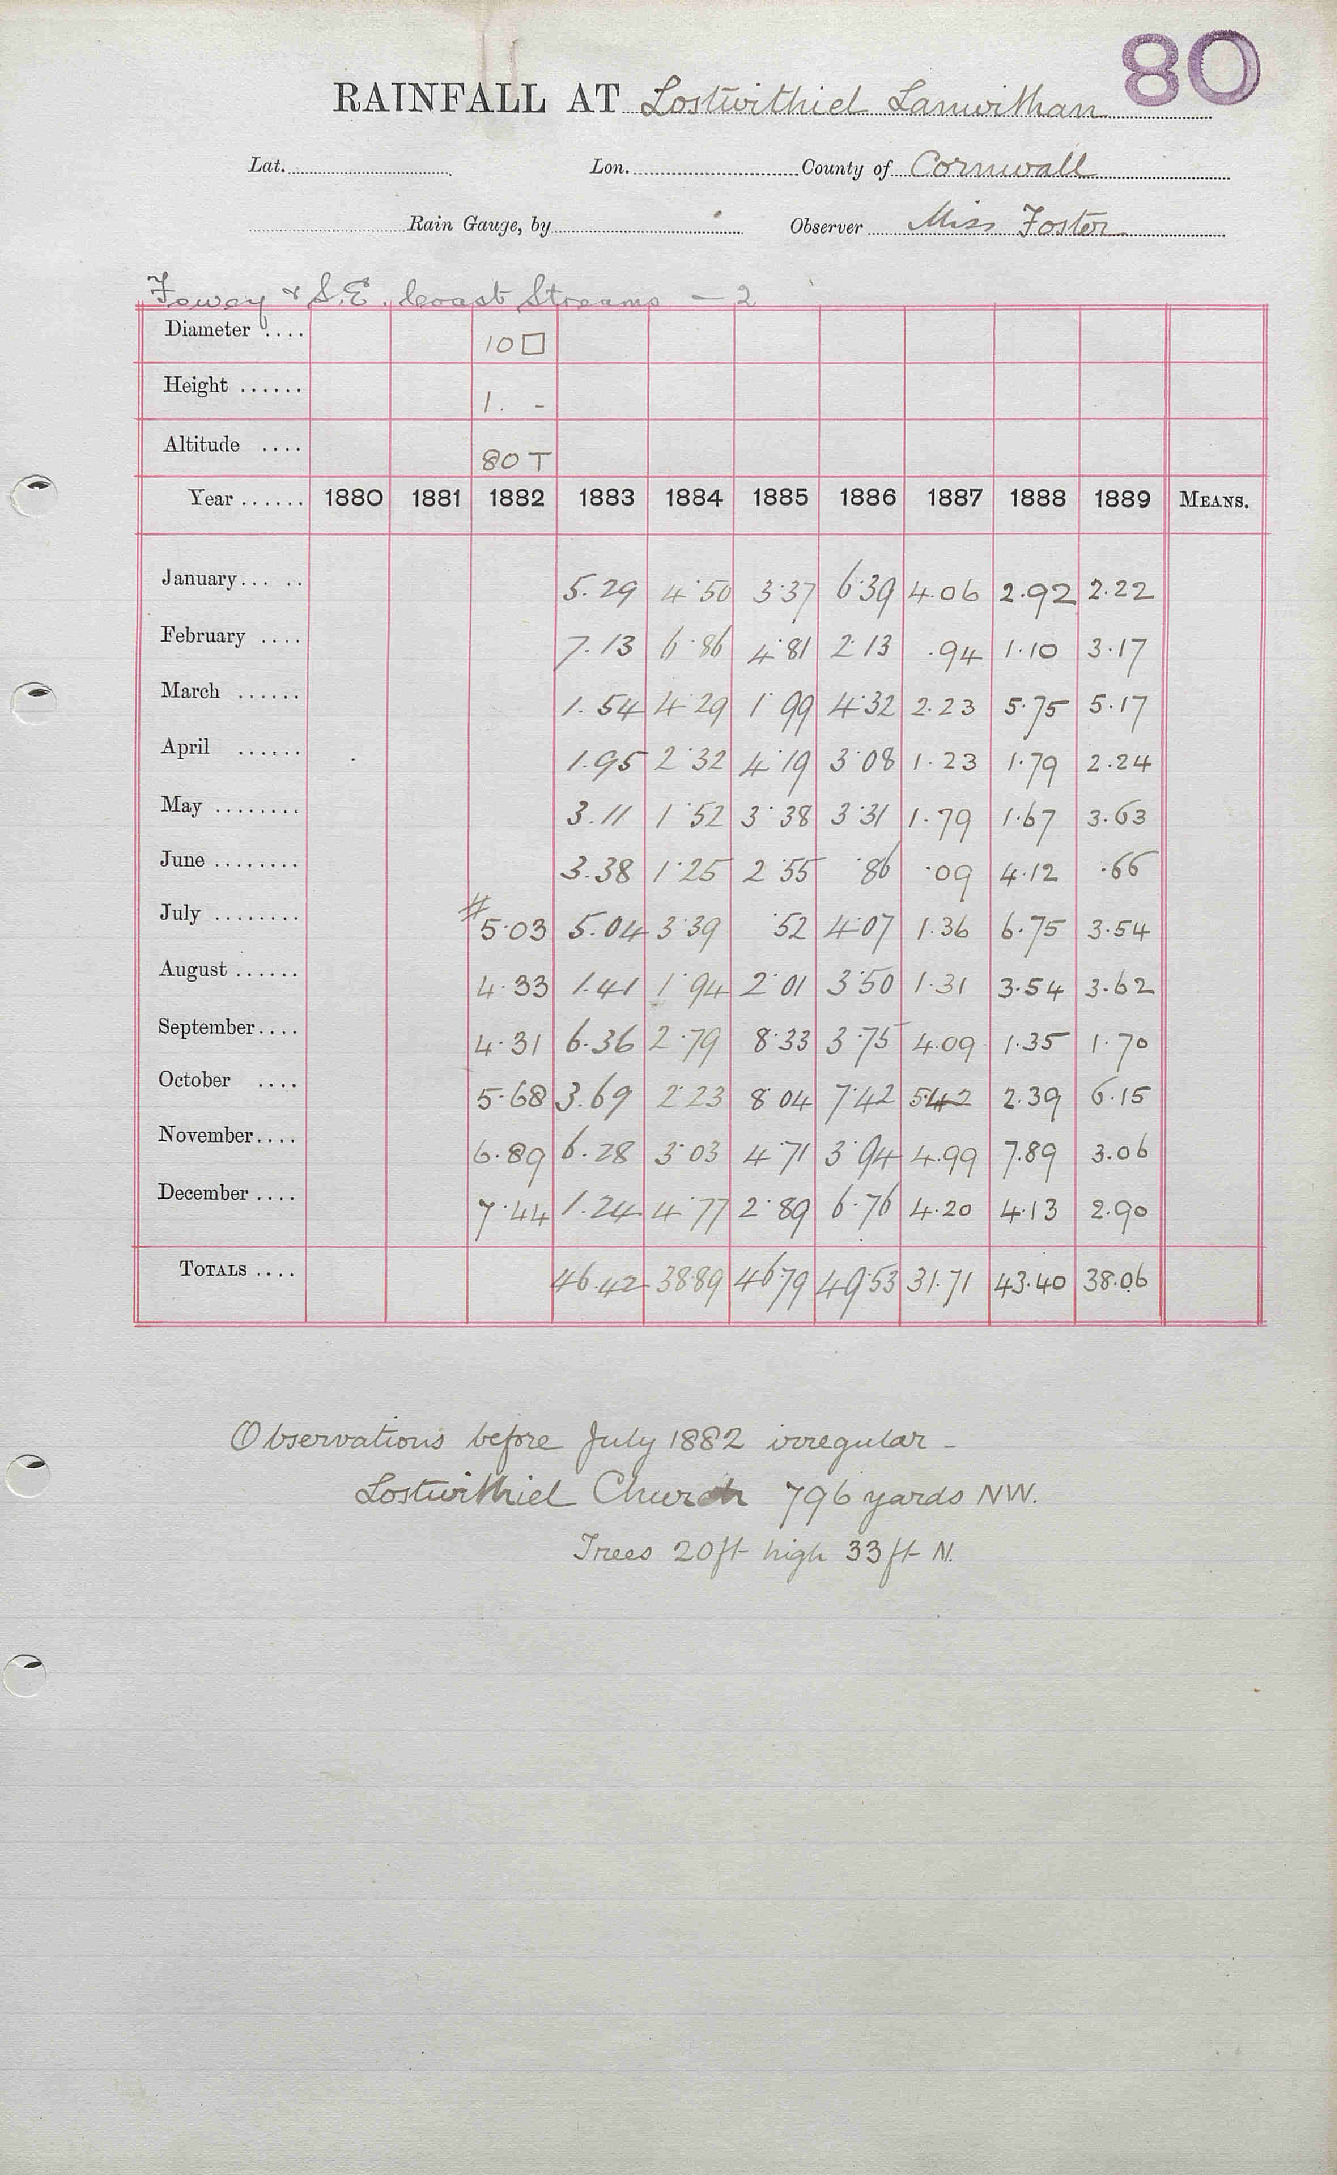 80
RAINFALL AT Lostwithiel Lanwithan
Lat. Lon. County of Cornwall
Rain Gauge, by Observer Miss Foster
Fowey & S.E. Coast Streams - 2
Diameter .... 10□
Height ...... 1. -
Altitude .... 80 T
Year ...... 1880 1881 1882 1883 1884 1885 1886 1887 1888 1889 MEANS.
January... .. 5.29 4.50 3.37 6.39 4.06 2.92 2.22
February .... 7.13 6.86 4.81 2.13 .94 1.10 3.17
March ...... 1.54 4.29 1.99 4.32 2.23 5.75 5.17
April ...... 1.95 2.32 4.19 3.08 1.23 1.79 2.24
May ........ 3.11 1.52 3.38 3.31 1.79 1.67 3.63
June ........ 3.38 1.25 2.55 .86 .09 4.12 .66
July ........ #5.03 5.04 3.39 .52 4.07 1.36 6.75 3.54
August ...... 4.33 1.41 1.94 2.01 3.50 1.31 3.54 3.62
September.... 4.31 6.36 2.79 8.33 3.75 4.09 1.35 1.70
October .... 5.68 3.69 2.23 8.04 7.42 5.42 2.39 6.15
November.... 6.89 6.28 3.03 4.71 3.94 4.99 7.89 3.06
December .... 7.44 1.24 4.77 2.89 6.76 4.20 4.13 2.90
TOTALS .... 46.42 38.89 46.79 49.53 31.71 43.40 38.06
Observations before July 1882 irregular -
Lostwithiel Church 796 yards NW.
Trees 20ft high 33ft N.